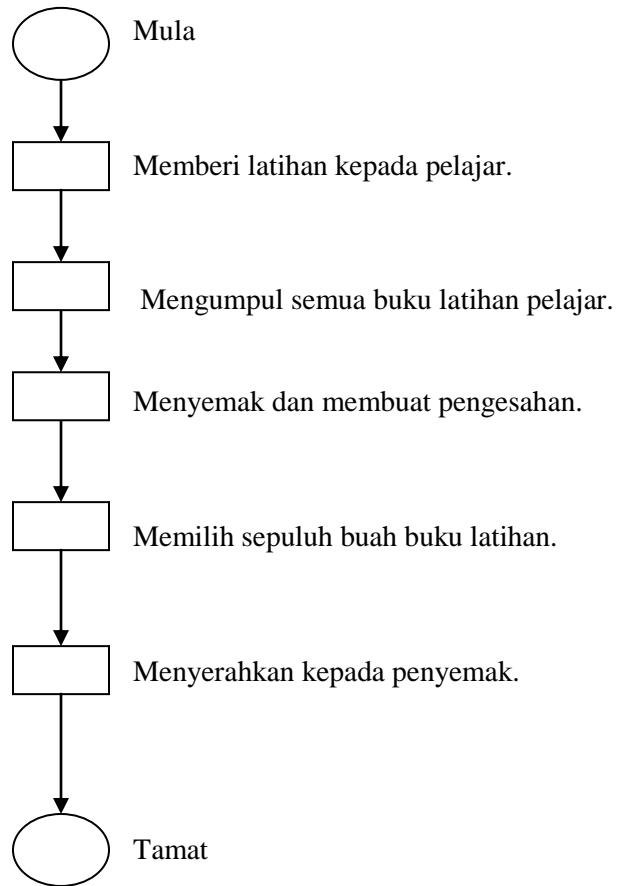 Mula
Memberi latihan kepada pelajar.
Mengumpul semua buku latihan pelajar.
Menyemak dan membuat pengesahan.
Memilih sepuluh buah buku latihan.
Menyerahkan kepada penyemak.
Tamat